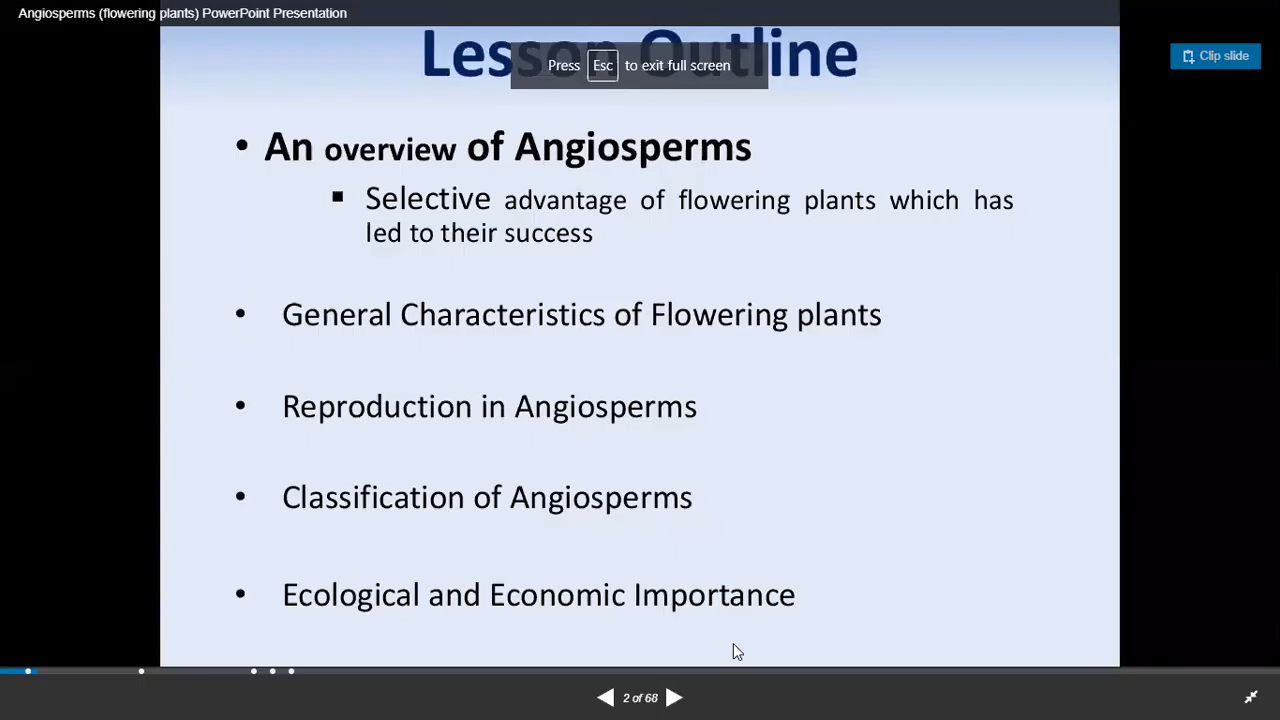 Angiosperms (flowering plants) PowerPoint Presentation
Lesson Outline
Press Esc to exit full screen
Clip slide
• An overview of Angiosperms
▪ Selective advantage of flowering plants which has
led to their success
• General Characteristics of Flowering plants
• Reproduction in Angiosperms
• Classification of Angiosperms
• Ecological and Economic Importance
2 of 68